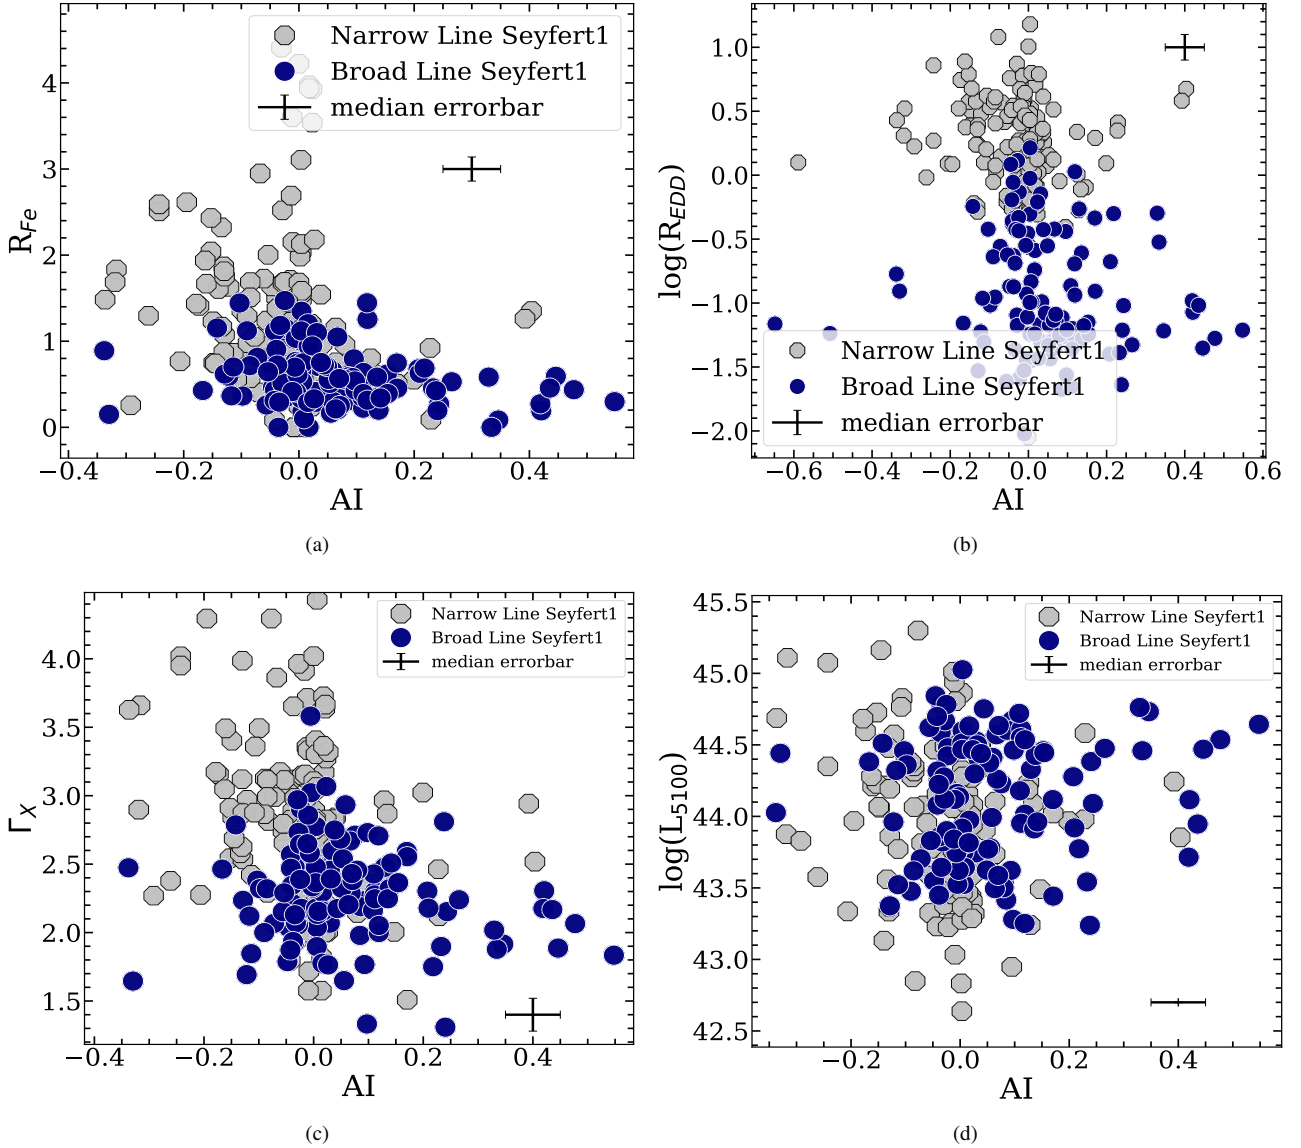 Narrow Line Seyfert1
Broad Line Seyfert1
median errorbar
4
3
2
1
0
R_Fe
−0.4 −0.2 0.0 0.2 0.4
AI
(a)
1.0
0.5
0.0
−0.5
−1.0
−1.5
−2.0
log(R_EDD)
Narrow Line Seyfert1
Broad Line Seyfert1
median errorbar
−0.6 −0.4 −0.2 0.0 0.2 0.4 0.6
AI
(b)
Narrow Line Seyfert1
Broad Line Seyfert1
median errorbar
4.0
3.5
3.0
2.5
2.0
1.5
Γ_X
−0.4 −0.2 0.0 0.2 0.4
AI
(c)
45.5
45.0
44.5
44.0
43.5
43.0
42.5
log(L_5100)
Narrow Line Seyfert1
Broad Line Seyfert1
median errorbar
−0.2 0.0 0.2 0.4
AI
(d)